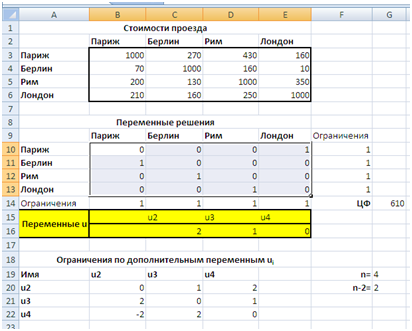 A B C D E F G
1 Стоимости проезда
2 Париж Берлин Рим Лондон
3 Париж 1000 270 430 160
4 Берлин 70 1000 160 10
5 Рим 200 130 1000 350
6 Лондон 210 160 250 1000
7
8 Переменные решения
9 Париж Берлин Рим Лондон Ограничения
10 Париж 0 0 0 1 1
11 Берлин 1 0 0 0 1
12 Рим 0 1 0 0 1
13 Лондон 0 0 1 0 1
14 Ограничения 1 1 1 1 ЦФ 610
15 Переменные u u2 u3 u4
16 2 1 0
17
18 Ограничения по дополнительным переменным ui
19 Имя u2 u3 u4 n= 4
20 u2 0 1 2 n-2= 2
21 u3 2 0 1
22 u4 -2 2 0
23